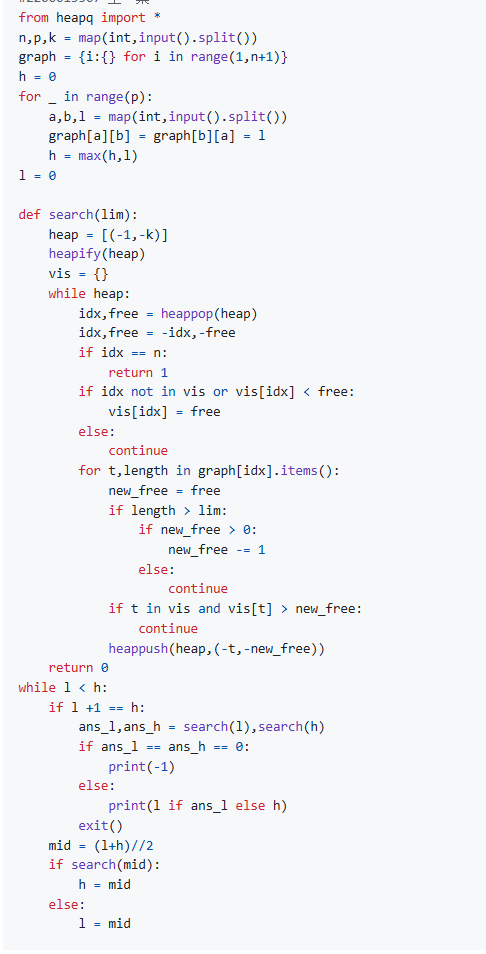 from heapq import *
n,p,k = map(int,input().split())
graph = {i:{} for i in range(1,n+1)}
h = 0
for _ in range(p):
    a,b,l = map(int,input().split())
    graph[a][b] = graph[b][a] = l
    h = max(h,l)
l = 0

def search(lim):
    heap = [(-1,-k)]
    heapify(heap)
    vis = {}
    while heap:
        idx,free = heappop(heap)
        idx,free = -idx,-free
        if idx == n:
            return 1
        if idx not in vis or vis[idx] < free:
            vis[idx] = free
        else:
            continue
        for t,length in graph[idx].items():
            new_free = free
            if length > lim:
                if new_free > 0:
                    new_free -= 1
                else:
                    continue
            if t in vis and vis[t] > new_free:
                continue
            heappush(heap,(-t,-new_free))
    return 0
while l < h:
    if l +1 == h:
        ans_l,ans_h = search(l),search(h)
        if ans_l == ans_h == 0:
            print(-1)
        else:
            print(l if ans_l else h)
        exit()
    mid = (l+h)//2
    if search(mid):
        h = mid
    else:
        l = mid